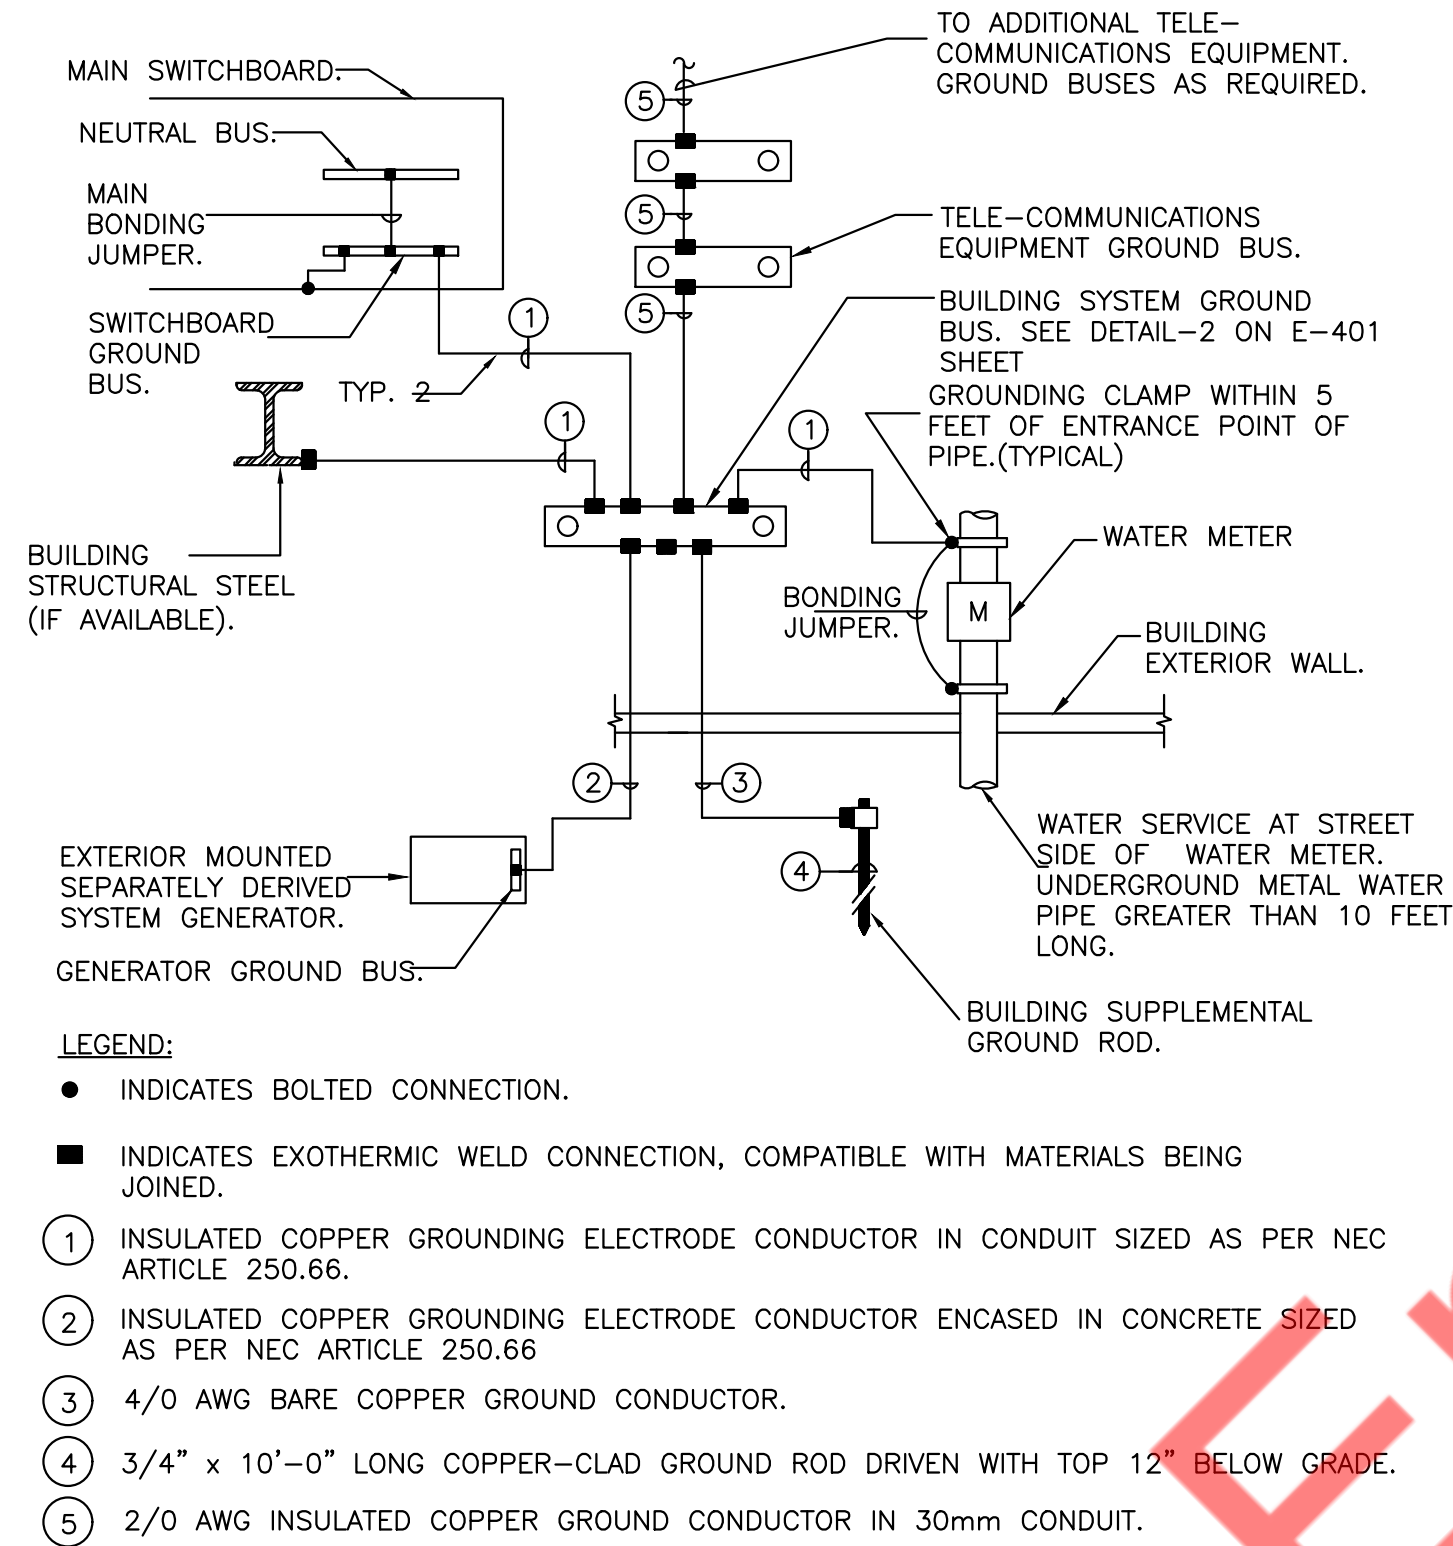 TO ADDITIONAL TELE-
COMMUNICATIONS EQUIPMENT.
GROUND BUSES AS REQUIRED.
MAIN SWITCHBOARD.
5
NEUTRAL BUS.
MAIN
BONDING
JUMPER.
5
TELE-COMMUNICATIONS
EQUIPMENT GROUND BUS.
SWITCHBOARD
GROUND
BUS.
1
5
BUILDING SYSTEM GROUND
BUS. SEE DETAIL-2 ON E-401
SHEET
TYP. 2
1
1
GROUNDING CLAMP WITHIN 5
FEET OF ENTRANCE POINT OF
PIPE.(TYPICAL)
BUILDING
STRUCTURAL STEEL
(IF AVAILABLE).
WATER METER
BONDING
JUMPER.
M
BUILDING
EXTERIOR WALL.
2
3
EXTERIOR MOUNTED
SEPARATELY DERIVED
SYSTEM GENERATOR.
4
WATER SERVICE AT STREET
SIDE OF WATER METER.
UNDERGROUND METAL WATER
PIPE GREATER THAN 10 FEET
LONG.
GENERATOR GROUND BUS.
BUILDING SUPPLEMENTAL
GROUND ROD.
LEGEND:
INDICATES BOLTED CONNECTION.
INDICATES EXOTHERMIC WELD CONNECTION, COMPATIBLE WITH MATERIALS BEING
JOINED.
1 INSULATED COPPER GROUNDING ELECTRODE CONDUCTOR IN CONDUIT SIZED AS PER NEC
ARTICLE 250.66.
2 INSULATED COPPER GROUNDING ELECTRODE CONDUCTOR ENCASED IN CONCRETE SIZED
AS PER NEC ARTICLE 250.66
3 4/0 AWG BARE COPPER GROUND CONDUCTOR.
4 3/4” x 10’-0” LONG COPPER-CLAD GROUND ROD DRIVEN WITH TOP 12” BELOW GRADE.
5 2/0 AWG INSULATED COPPER GROUND CONDUCTOR IN 30mm CONDUIT.